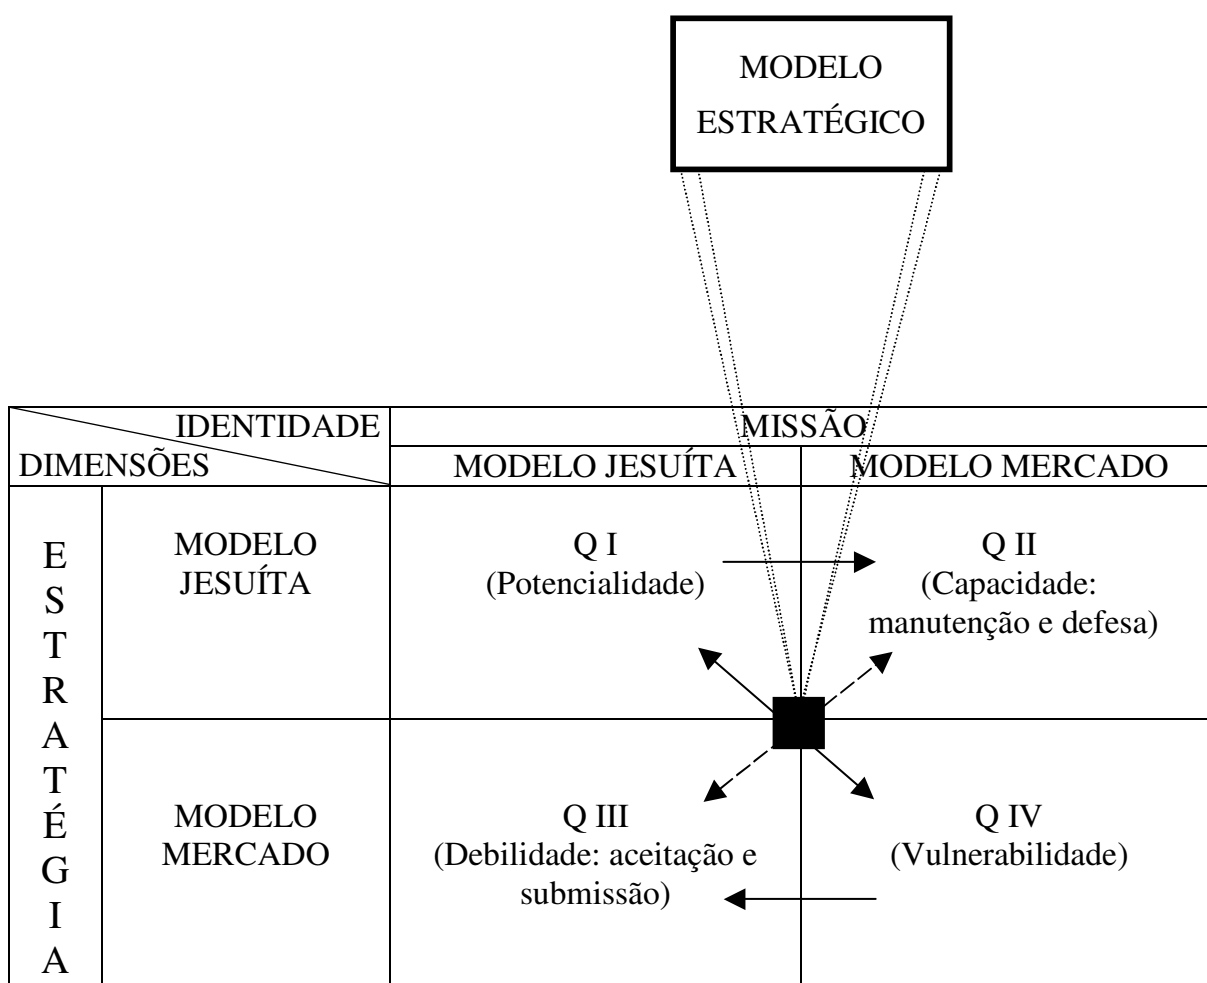 MODELO
ESTRATÉGICO
IDENTIDADE
DIMENSÕES
MISSÃO
MODELO JESUÍTA
MODELO MERCADO
ESTRATÉGIA
MODELO
JESUÍTA
Q I
(Potencialidade)
Q II
(Capacidade:
manutenção e defesa)
MODELO
MERCADO
Q III
(Debilidade: aceitação e
submissão)
Q IV
(Vulnerabilidade)